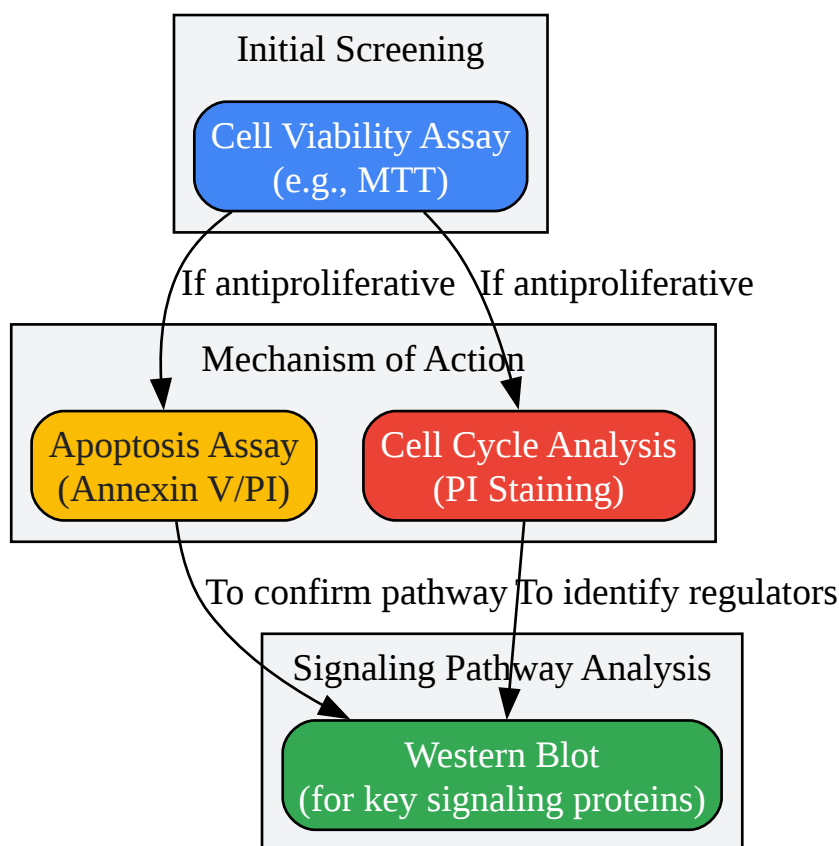 Initial Screening
Cell Viability Assay
(e.g., MTT)
If antiproliferative
If antiproliferative
Mechanism of Action
Apoptosis Assay
(Annexin V/PI)
Cell Cycle Analysis
(PI Staining)
To confirm pathway
To identify regulators
Signaling Pathway Analysis
Western Blot
(for key signaling proteins)